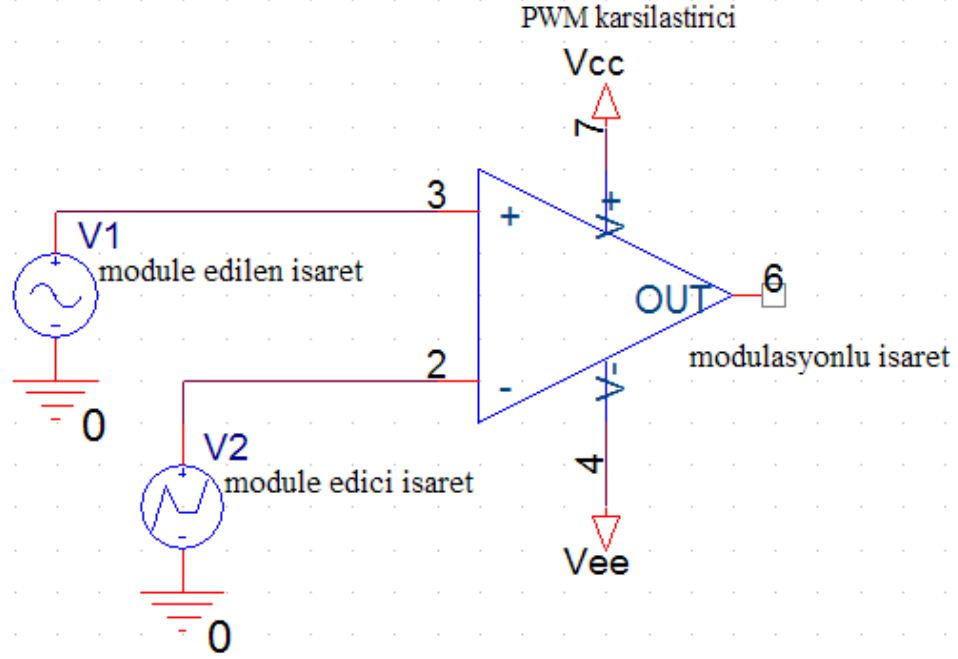 PWM karsilastirici
Vcc
7
3
+
V+
V1
module edilen isaret
OUT
6
modulasyonlu isaret
2
-
V-
0
V2
module edici isaret
4
Vee
0